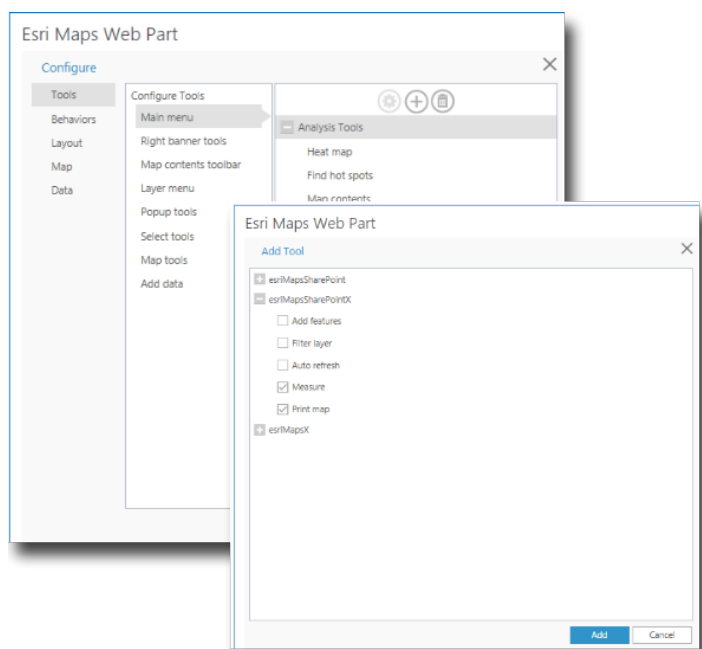 Esri Maps Web Part
Configure
Tools
Behaviors
Layout
Map
Data
Configure Tools
Main menu
Right banner tools
Map contents toolbar
Layer menu
Popup tools
Select tools
Map tools
Add data
Analysis Tools
Heat map
Find hot spots
Map contents
Esri Maps Web Part
Add Tool
esriMapsSharePoint
esriMapsSharePointX
Add features
Filter layer
Auto refresh
Measure
Print map
esriMapsX
Add Cancel